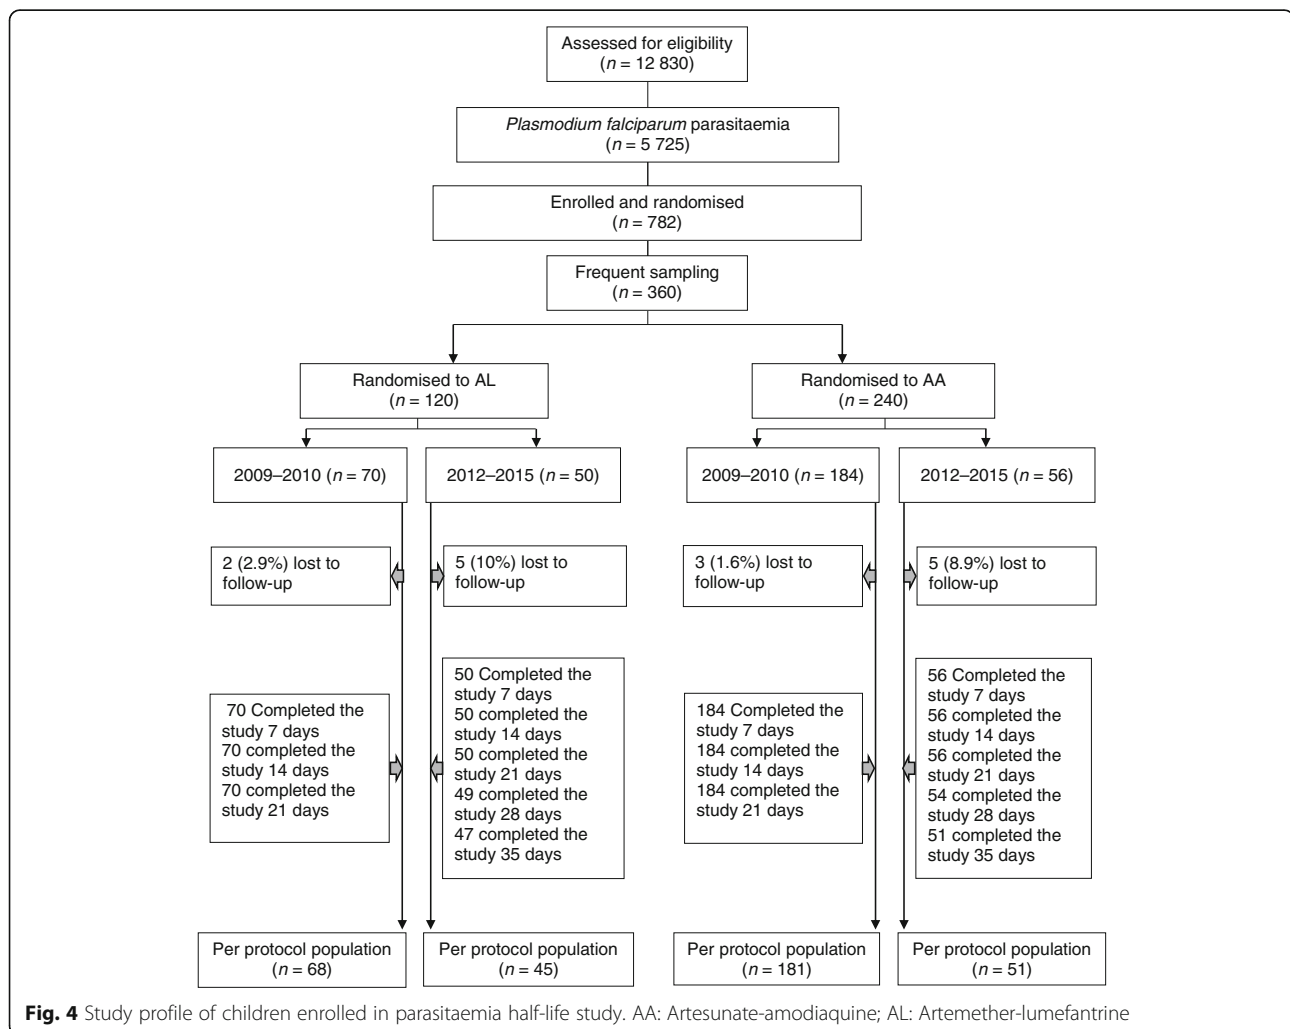 Assessed for eligibility
(n = 12 830)
Plasmodium falciparum parasitaemia
(n = 5 725)
Enrolled and randomised
(n = 782)
Frequent sampling
(n = 360)
Randomised to AL
(n = 120)
Randomised to AA
(n = 240)
2009–2010 (n = 70)
2012–2015 (n = 50)
2009–2010 (n = 184)
2012–2015 (n = 56)
2 (2.9%) lost to
follow-up
5 (10%) lost to
follow-up
3 (1.6%) lost to
follow-up
5 (8.9%) lost to
follow-up
70 Completed the
study 7 days
70 completed the
study 14 days
70 completed the
study 21 days
50 Completed the
study 7 days
50 completed the
study 14 days
50 completed the
study 21 days
49 completed the
study 28 days
47 completed the
study 35 days
184 Completed the
study 7 days
184 completed the
study 14 days
184 completed the
study 21 days
56 Completed the
study 7 days
56 completed the
study 14 days
56 completed the
study 21 days
54 completed the
study 28 days
51 completed the
study 35 days
Per protocol population
(n = 68)
Per protocol population
(n = 45)
Per protocol population
(n = 181)
Per protocol population
(n = 51)
Fig. 4 Study profile of children enrolled in parasitaemia half-life study. AA: Artesunate-amodiaquine; AL: Artemether-lumefantrine